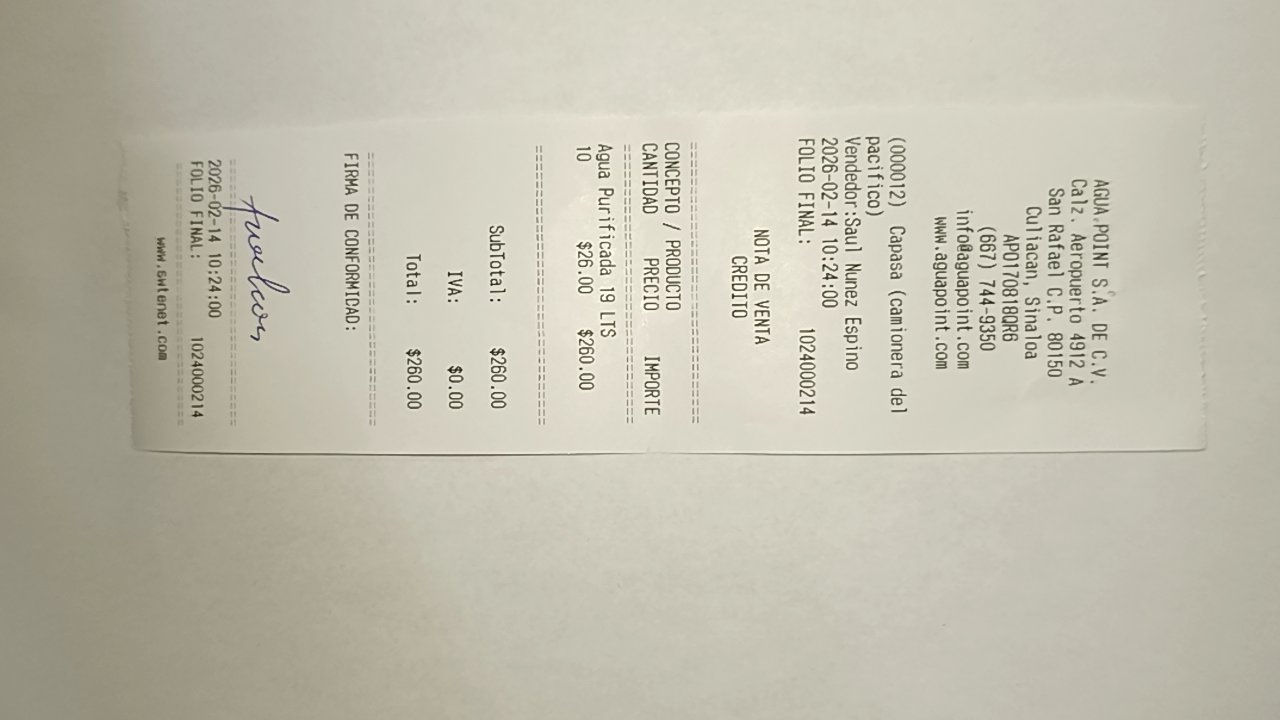 AGUA POINT S.A. DE C.V.
Calz. Aeropuerto 4912 A
San Rafael C.P. 80150
Culiacan, Sinaloa
APO170818QR6
(667) 744-9350
info@aguapoint.com
www.aguapoint.com
(000012) Capasa (camionera del
pacifico)
Vendedor:Saul Nunez Espino
2026-02-14 10:24:00
FOLIO FINAL: 1024000214
NOTA DE VENTA
CREDITO
CONCEPTO / PRODUCTO
CANTIDAD PRECIO IMPORTE
Agua Purificada 19 LTS
10 $26.00 $260.00
SubTotal: $260.00
IVA: $0.00
Total: $260.00
FIRMA DE CONFORMIDAD:
2026-02-14 10:24:00
FOLIO FINAL: 1024000214